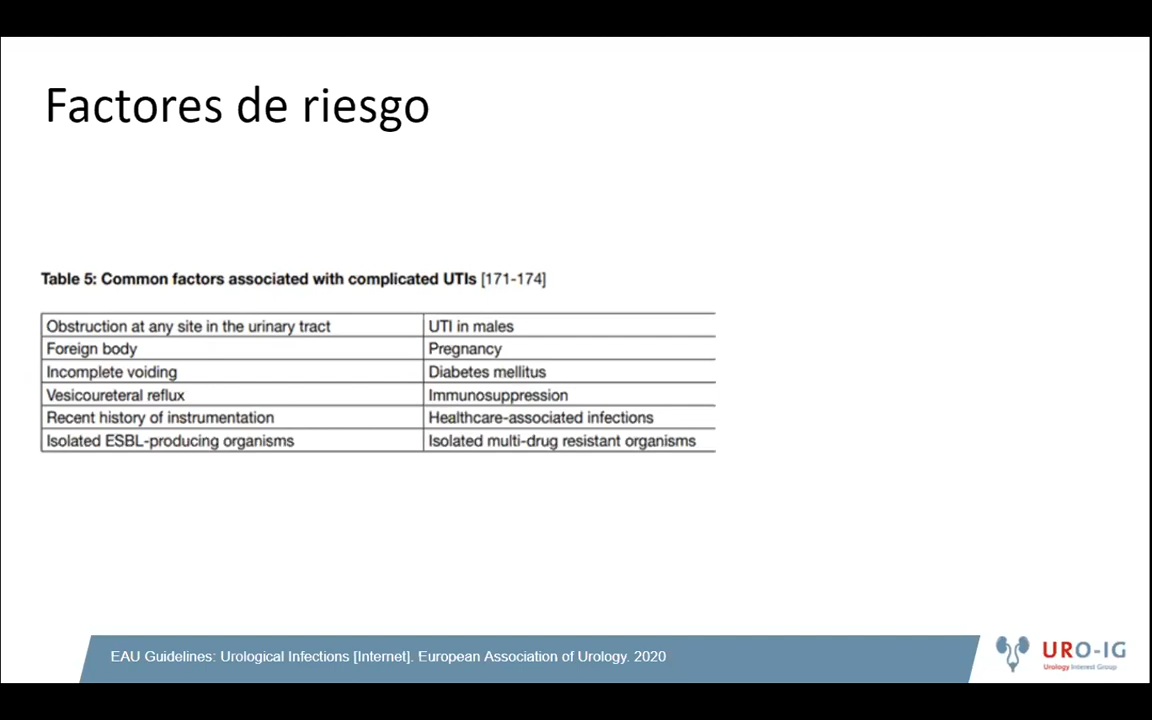 Factores de riesgo
Table 5: Common factors associated with complicated UTIs [171-174]
Obstruction at any site in the urinary tract UTI in males
Foreign body Pregnancy
Incomplete voiding Diabetes mellitus
Vesicoureteral reflux Immunosuppression
Recent history of instrumentation Healthcare-associated infections
Isolated ESBL-producing organisms Isolated multi-drug resistant organisms
EAU Guidelines: Urological Infections [Internet]. European Association of Urology. 2020
URO-IG
Urology Interest Group